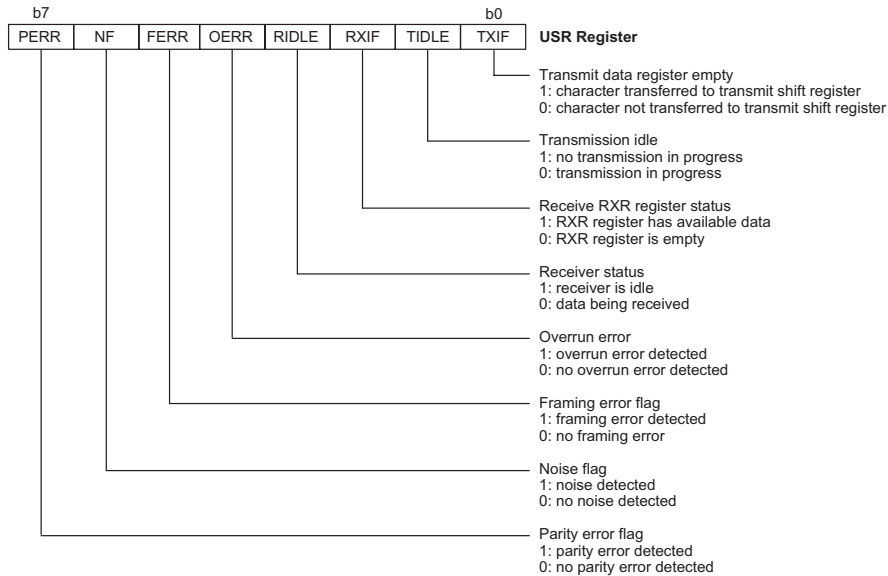 b7 b0
PERR NF FERR OERR RIDLE RXIF TIDLE TXIF USR Register
Transmit data register empty
1: character transferred to transmit shift register
0: character not transferred to transmit shift register
Transmission idle
1: no transmission in progress
0: transmission in progress
Receive RXR register status
1: RXR register has available data
0: RXR register is empty
Receiver status
1: receiver is idle
0: data being received
Overrun error
1: overrun error detected
0: no overrun error detected
Framing error flag
1: framing error detected
0: no framing error
Noise flag
1: noise detected
0: no noise detected
Parity error flag
1: parity error detected
0: no parity error detected